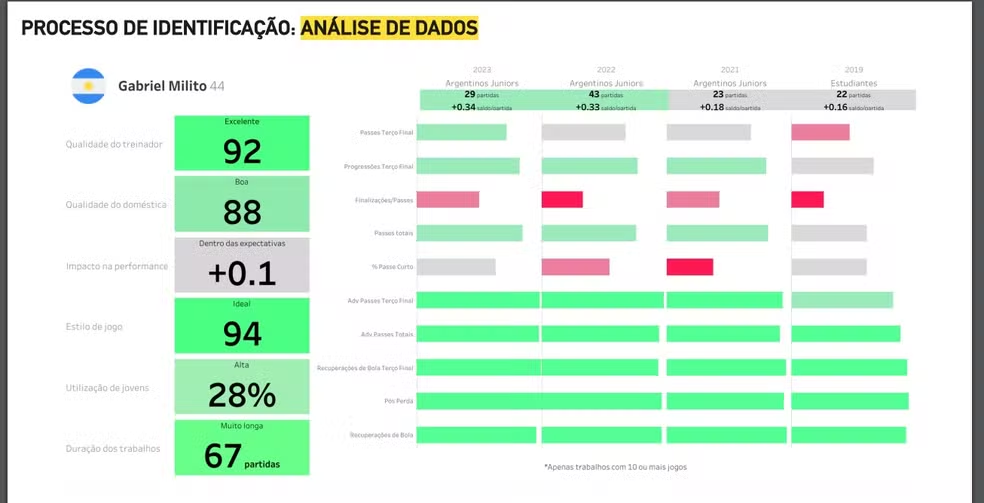 PROCESSO DE IDENTIFICAÇÃO: ANÁLISE DE DADOS
Gabriel Milito 44
Qualidade do treinador
Excelente
92
Qualidade do doméstica
Boa
88
Impacto na performance
Dentro das expectativas
+0.1
Estilo de jogo
Ideal
94
Utilização de jovens
Alta
28%
Duração dos trabalhos
Muito longa
67 partidas
2023
Argentinos Juniors
29 partidas
+0.34 saldo/partida
2022
Argentinos Juniors
43 partidas
+0.33 saldo/partida
2021
Argentinos Juniors
23 partidas
+0.18 saldo/partida
2019
Estudiantes
22 partidas
+0.16 saldo/partida
Passes Terço Final
Progressões Terço Final
Finalizações/Passes
Passes totais
% Passe Curto
Adv Passes Terço Final
Adv Passes Totais
Recuperações de Bola Terço Final
Pós Perda
Recuperações de Bola
*Apenas trabalhos com 10 ou mais jogos